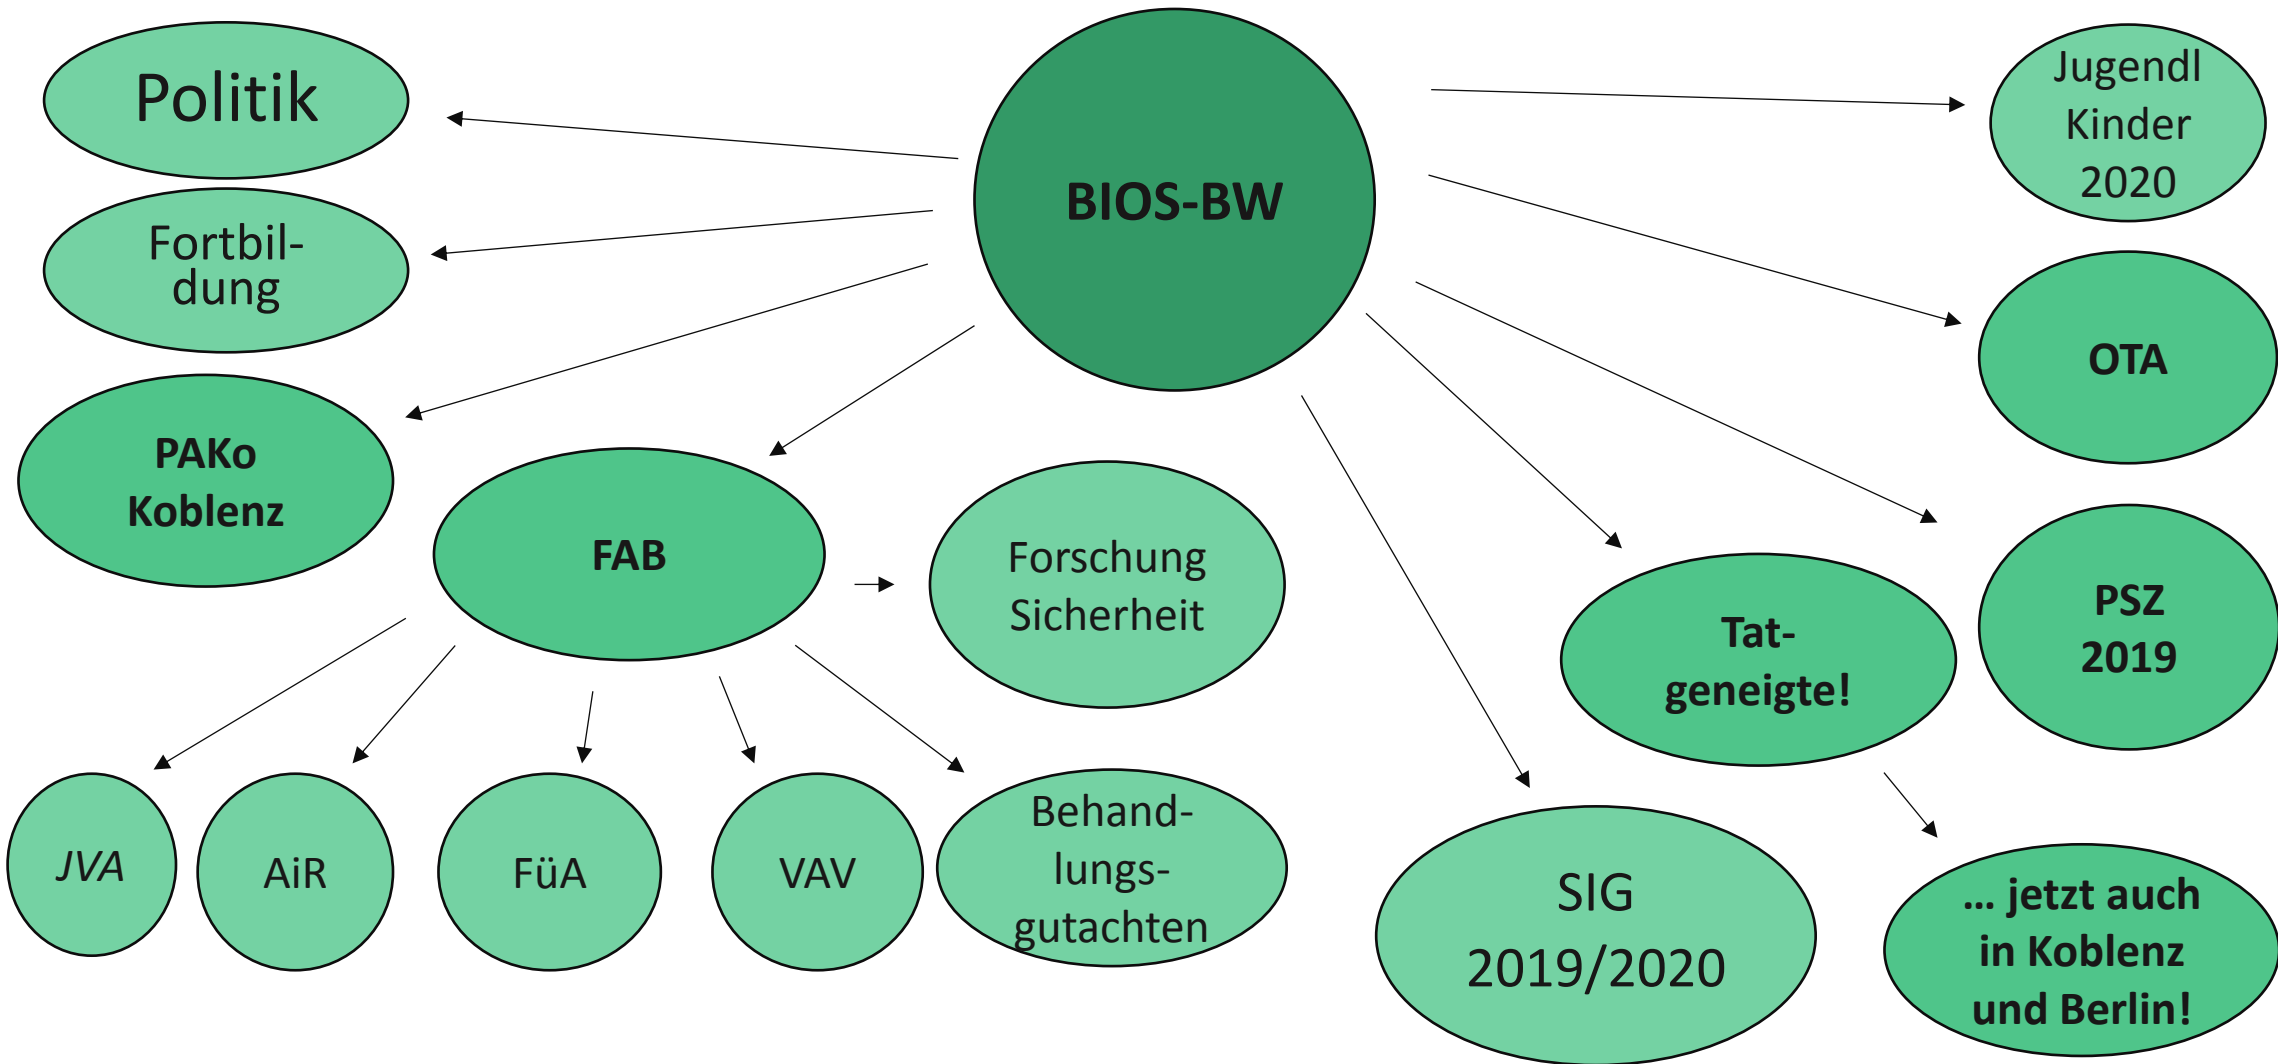 Politik
BIOS-BW
Jugendl
Kinder
2020
Fortbil-
dung
OTA
PAKo
Koblenz
FAB
Forschung
Sicherheit
Tat-
geneigte!
PSZ
2019
JVA
AiR
FüA
VAV
Behand-
lungs-
gutachten
SIG
2019/2020
... jetzt auch
in Koblenz
und Berlin!